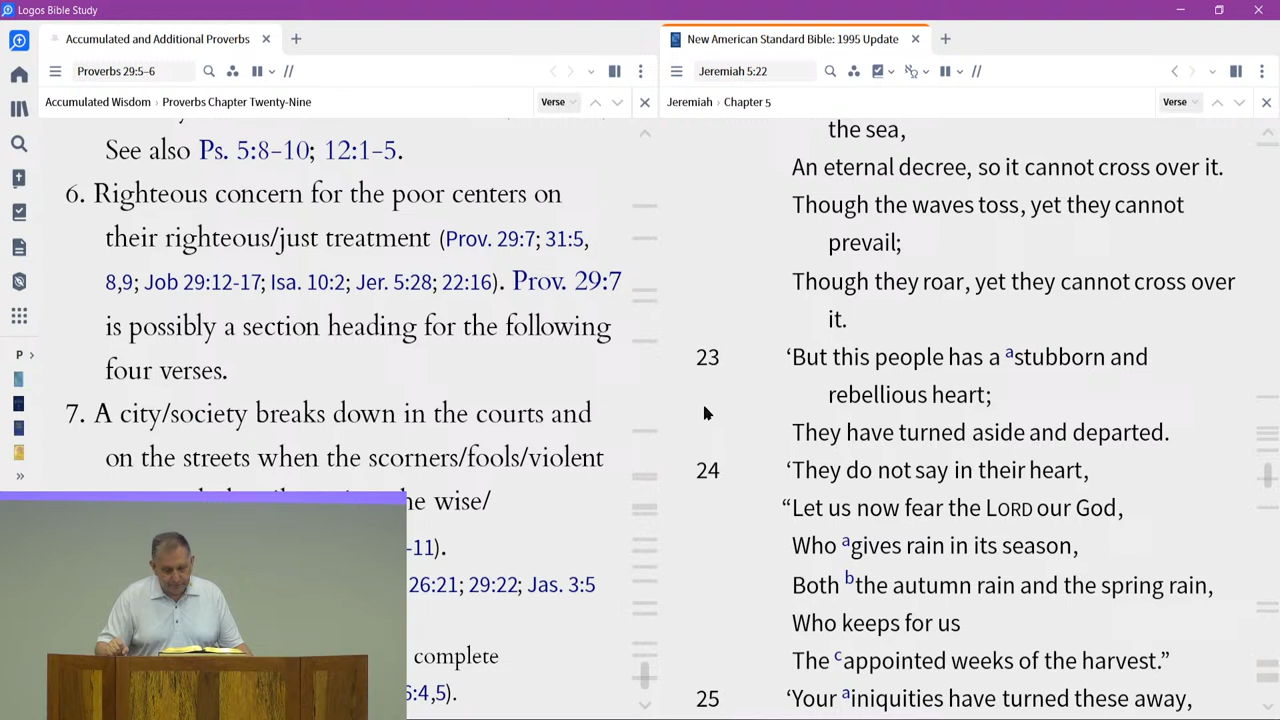 Logos Bible Study
Accumulated and Additional Proverbs
Proverbs 29:5–6
Accumulated Wisdom › Proverbs Chapter Twenty-Nine
Verse
See also Ps. 5:8–10; 12:1–5.
6. Righteous concern for the poor centers on
their righteous/just treatment (Prov. 29:7; 31:5,
8,9; Job 29:12-17; Isa. 10:2; Jer. 5:28; 22:16). Prov. 29:7
is possibly a section heading for the following
four verses.
7. A city/society breaks down in the courts and
on the streets when the scorners/fools/violent
he wise/
-11).
26:21; 29:22; Jas. 3:5
complete
6:4,5).
P
New American Standard Bible: 1995 Update
Jeremiah 5:22
Jeremiah › Chapter 5
Verse
the sea,
An eternal decree, so it cannot cross over it.
Though the waves toss, yet they cannot
prevail;
Though they roar, yet they cannot cross over
it.
23 ‘But this people has a ᵃstubborn and
rebellious heart;
They have turned aside and departed.
24 ‘They do not say in their heart,
“Let us now fear the LORD our God,
Who ᵃgives rain in its season,
Both ᵇthe autumn rain and the spring rain,
Who keeps for us
The ᶜappointed weeks of the harvest.”
25 ‘Your ᵃiniquities have turned these away,